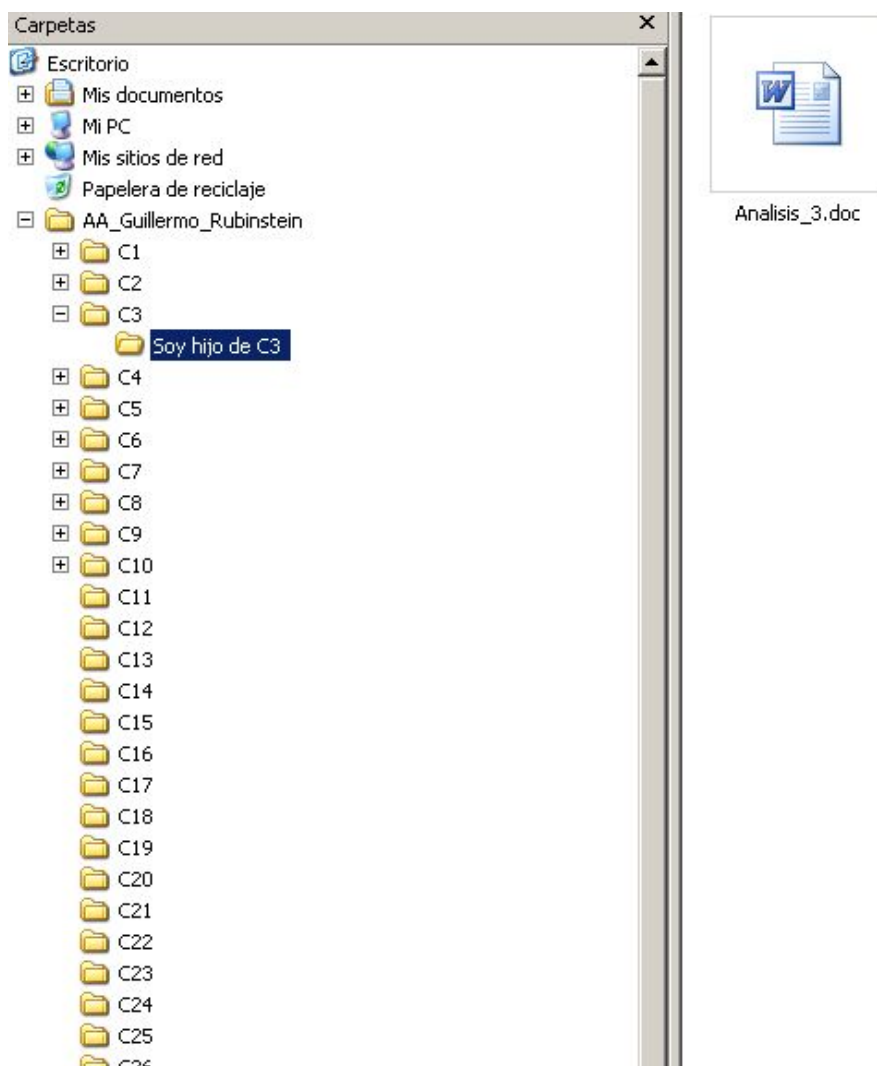 Carpetas
Escritorio
Mis documentos
Mi PC
Mis sitios de red
Papelera de reciclaje
AA_Guillermo_Rubinstein
C1
C2
C3
Soy hijo de C3
C4
C5
C6
C7
C8
C9
C10
C11
C12
C13
C14
C15
C16
C17
C18
C19
C20
C21
C22
C23
C24
C25
Analisis_3.doc